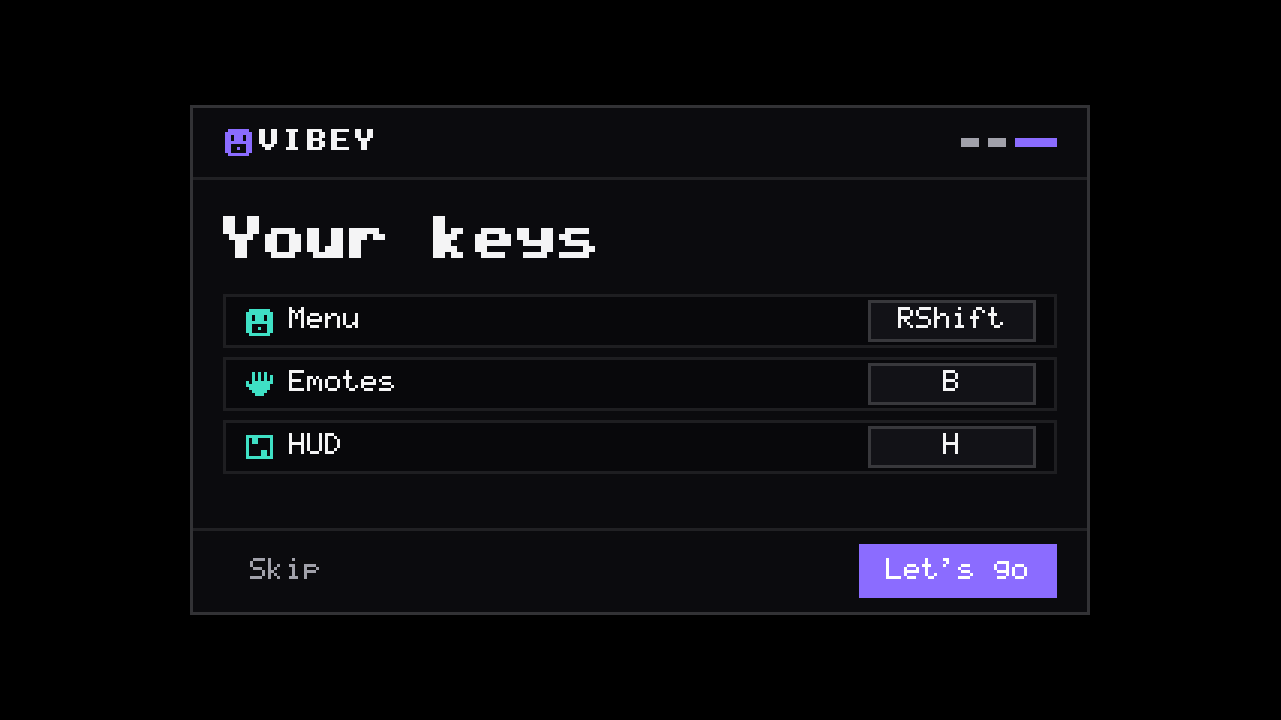 VIBEY
Your keys
Menu RShift
Emotes B
HUD H
Skip Let's go